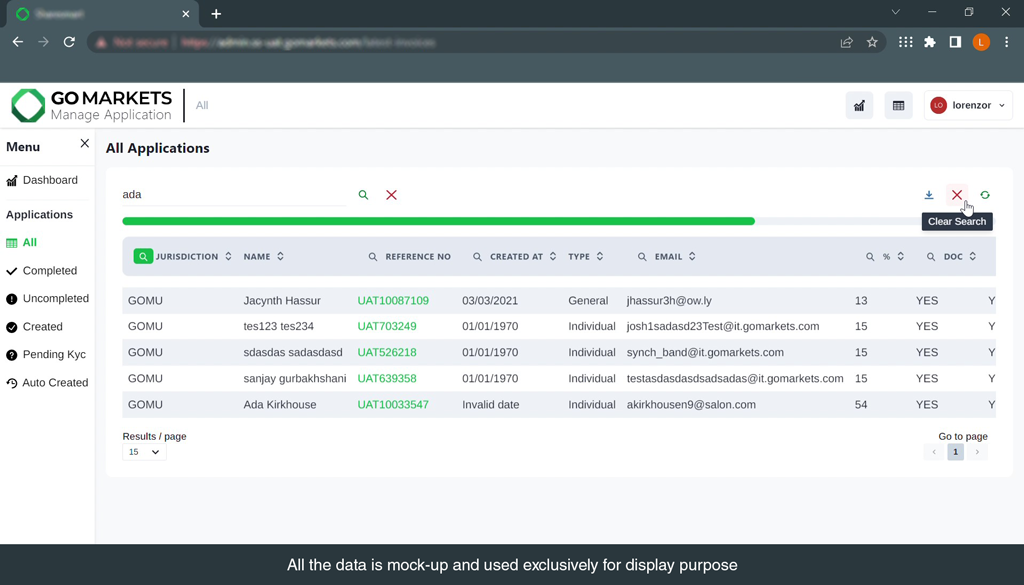 Not secure
GO MARKETS
Manage Application
All
LO lorenzor
Menu
Dashboard
Applications
All
Completed
Uncompleted
Created
Pending Kyc
Auto Created
All Applications
ada
Clear Search
JURISDICTION NAME REFERENCE NO CREATED AT TYPE EMAIL % DOC
GOMU Jacynth Hassur UAT10087109 03/03/2021 General jhassur3h@ow.ly 13 YES Y
GOMU tes123 tes234 UAT703249 01/01/1970 Individual josh1sadasd23Test@it.gomarkets.com 15 YES Y
GOMU sdasdas sadasdasd UAT526218 01/01/1970 Individual synch_band@it.gomarkets.com 15 YES Y
GOMU sanjay gurbakhshani UAT639358 01/01/1970 Individual testasdasdasdsadsadas@it.gomarkets.com 15 YES Y
GOMU Ada Kirkhouse UAT10033547 Invalid date Individual akirkhousen9@salon.com 54 YES Y
Results / page
15
Go to page
1
L
All the data is mock-up and used exclusively for display purpose